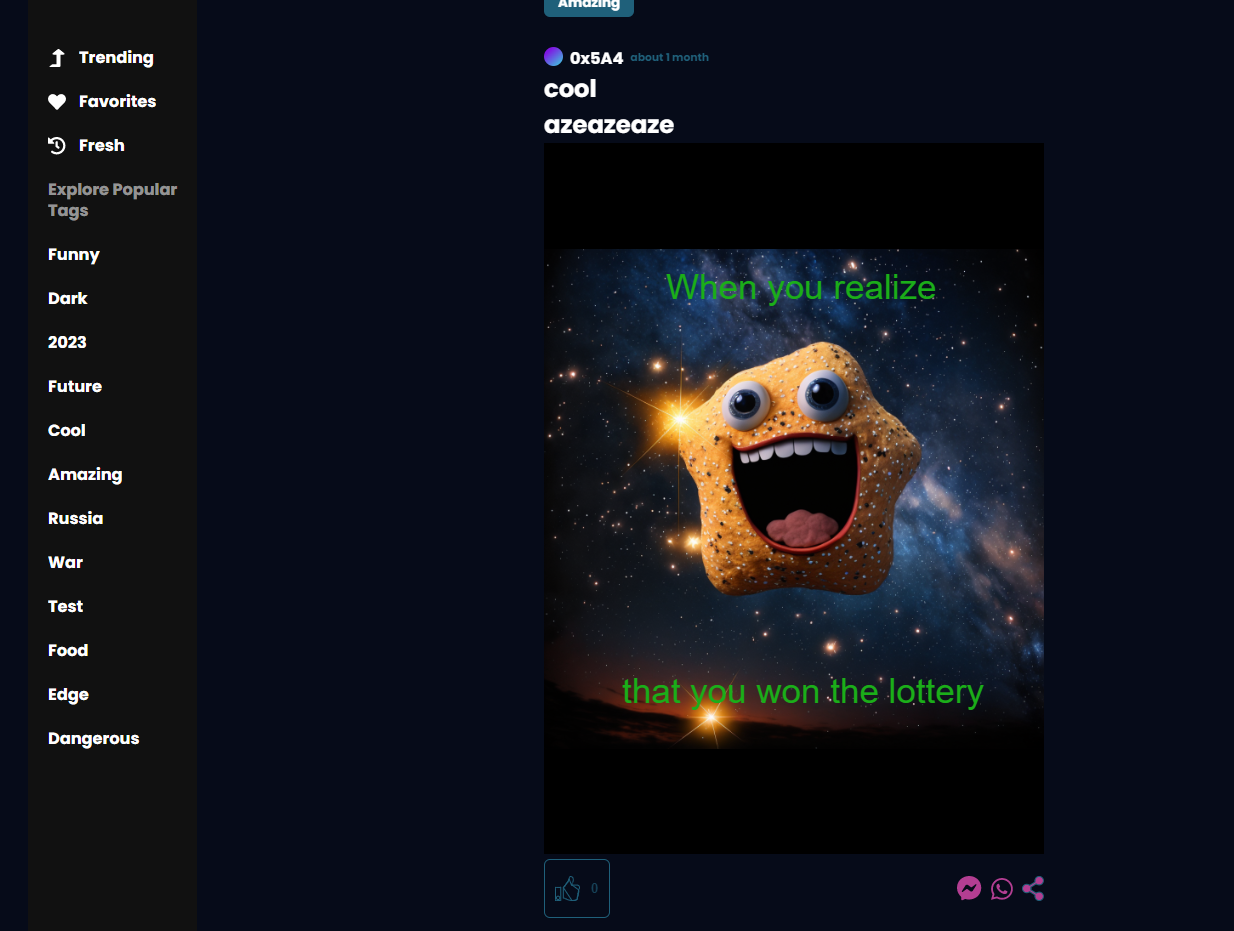 Amazing
Trending
Favorites
Fresh
Explore Popular
Tags
Funny
Dark
2023
Future
Cool
Amazing
Russia
War
Test
Food
Edge
Dangerous
0x5A4 about 1 month
cool
azeazeaze
When you realize
that you won the lottery
0